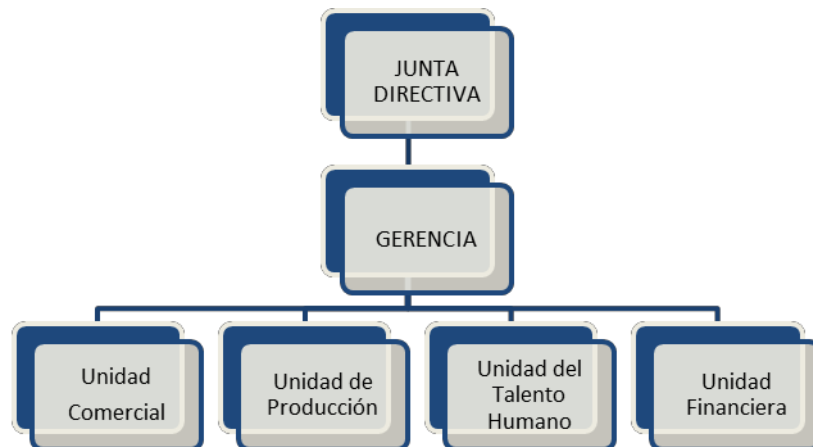 JUNTA
DIRECTIVA
GERENCIA
Unidad
Comercial
Unidad de
Producción
Unidad del
Talento
Humano
Unidad
Financiera